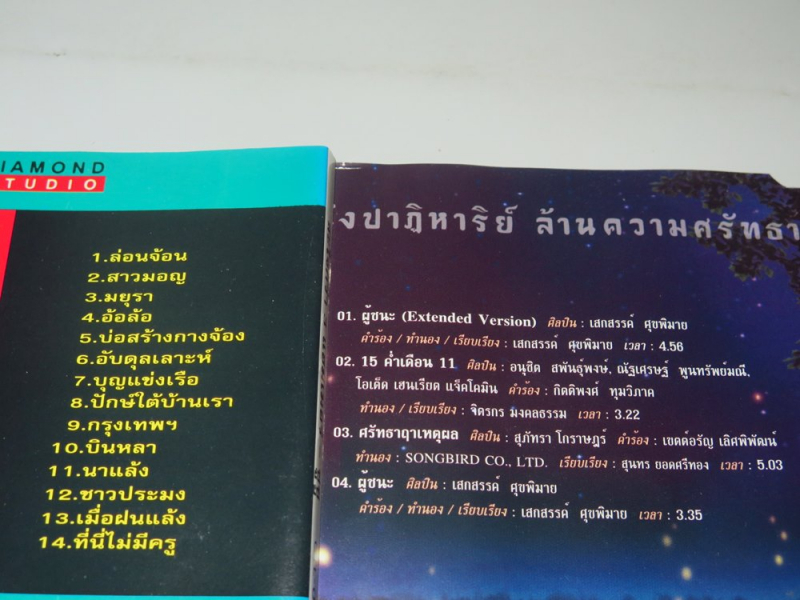 IAMOND
TUDIO
1.ล่อนจ้อน
2.สาวมอญ
3.มยุรา
4.อ้อล้อ
5.บ่อสร้างกางจ้อง
6.อับดุลเลาะห์
7.บุญแข่งเรือ
8.ปักษ์ใต้บ้านเรา
9.กรุงเทพฯ
10.บินหลา
11.นาแล้ง
12.ชาวประมง
13.เมื่อฝนแล้ง
14.ที่นี่ไม่มีครู
งปาฏิหาริย์ ล้านความศรัทธา
01. ผู้ชนะ (Extended Version) ศิลปิน : เสกสรรค์ ศุขพิมาย
คำร้อง / ทำนอง / เรียบเรียง : เสกสรรค์ ศุขพิมาย เวลา : 4.56
02. 15 ค่ำเดือน 11 ศิลปิน : อนุชิด สพันธุ์พงษ์, ณัฐเศรษฐ์ พูนทรัพย์มณี,
โอเด็ด เฮนเรียต แจ็คโคมิน คำร้อง : กิตติพงศ์ ทุมวิภาค
ทำนอง / เรียบเรียง : จิตรกร มงคลธรรม เวลา : 3.22
03. ศรัทธาฤาเหตุผล ศิลปิน : สุภัทรา โกราษฎร์ คำร้อง : เขตต์อรัญ เลิศพิพัฒน์
ทำนอง : SONGBIRD CO., LTD. เรียบเรียง : สุนทร ยอดศรีทอง เวลา : 5.03
04. ผู้ชนะ ศิลปิน : เสกสรรค์ ศุขพิมาย
คำร้อง / ทำนอง / เรียบเรียง : เสกสรรค์ ศุขพิมาย เวลา : 3.35